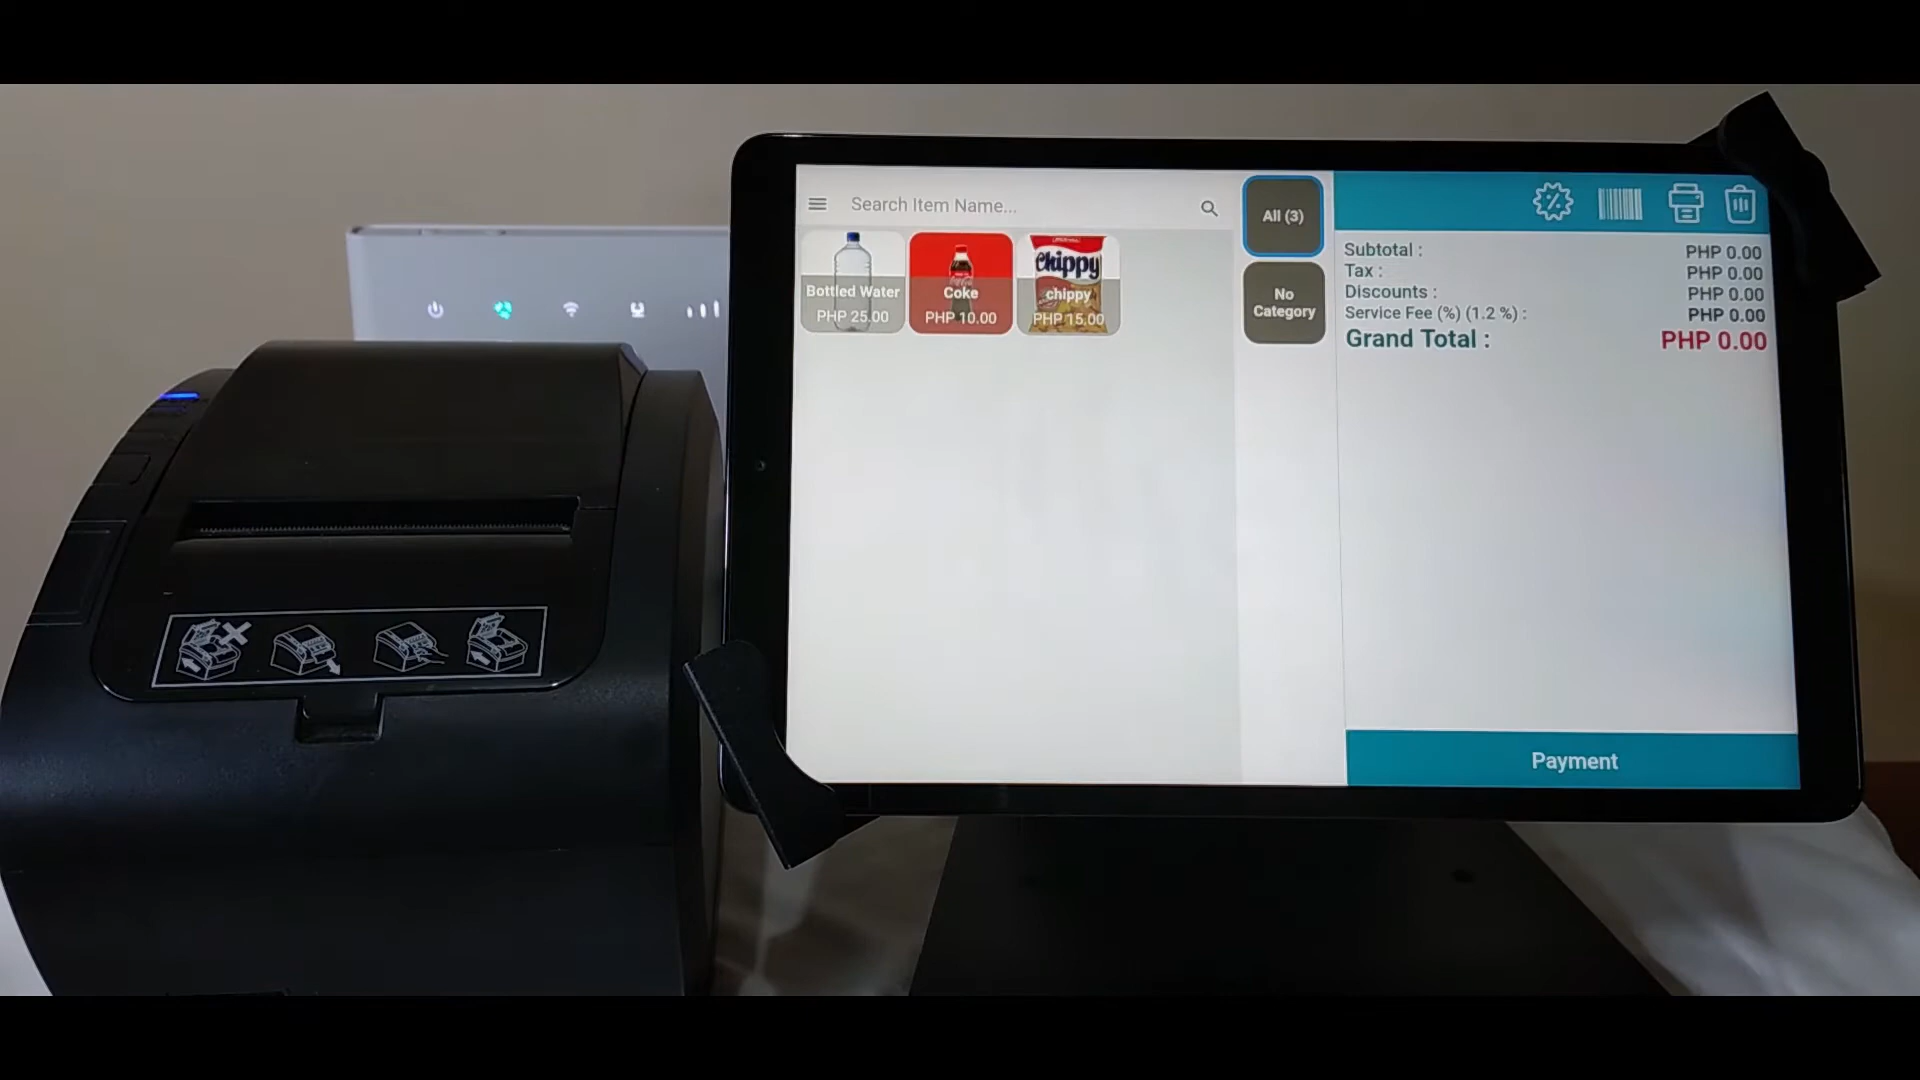 Search Item Name...
Bottled Water
PHP 25.00
Coke
PHP 10.00
Chippy
chippy
PHP 15.00
All (3)
No
Category
Subtotal : PHP 0.00
Tax : PHP 0.00
Discounts : PHP 0.00
Service Fee (%) (1.2 %) : PHP 0.00
Grand Total : PHP 0.00
Payment